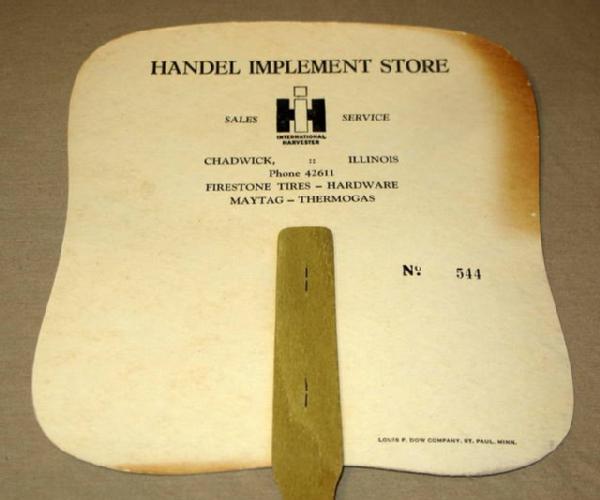 HANDEL IMPLEMENT STORE
SALES IH SERVICE
INTERNATIONAL
HARVESTER
CHADWICK, :: ILLINOIS
Phone 42611
FIRESTONE TIRES – HARDWARE
MAYTAG – THERMOGAS
Nº 544
LOUIS F. DOW COMPANY, ST. PAUL, MINN.